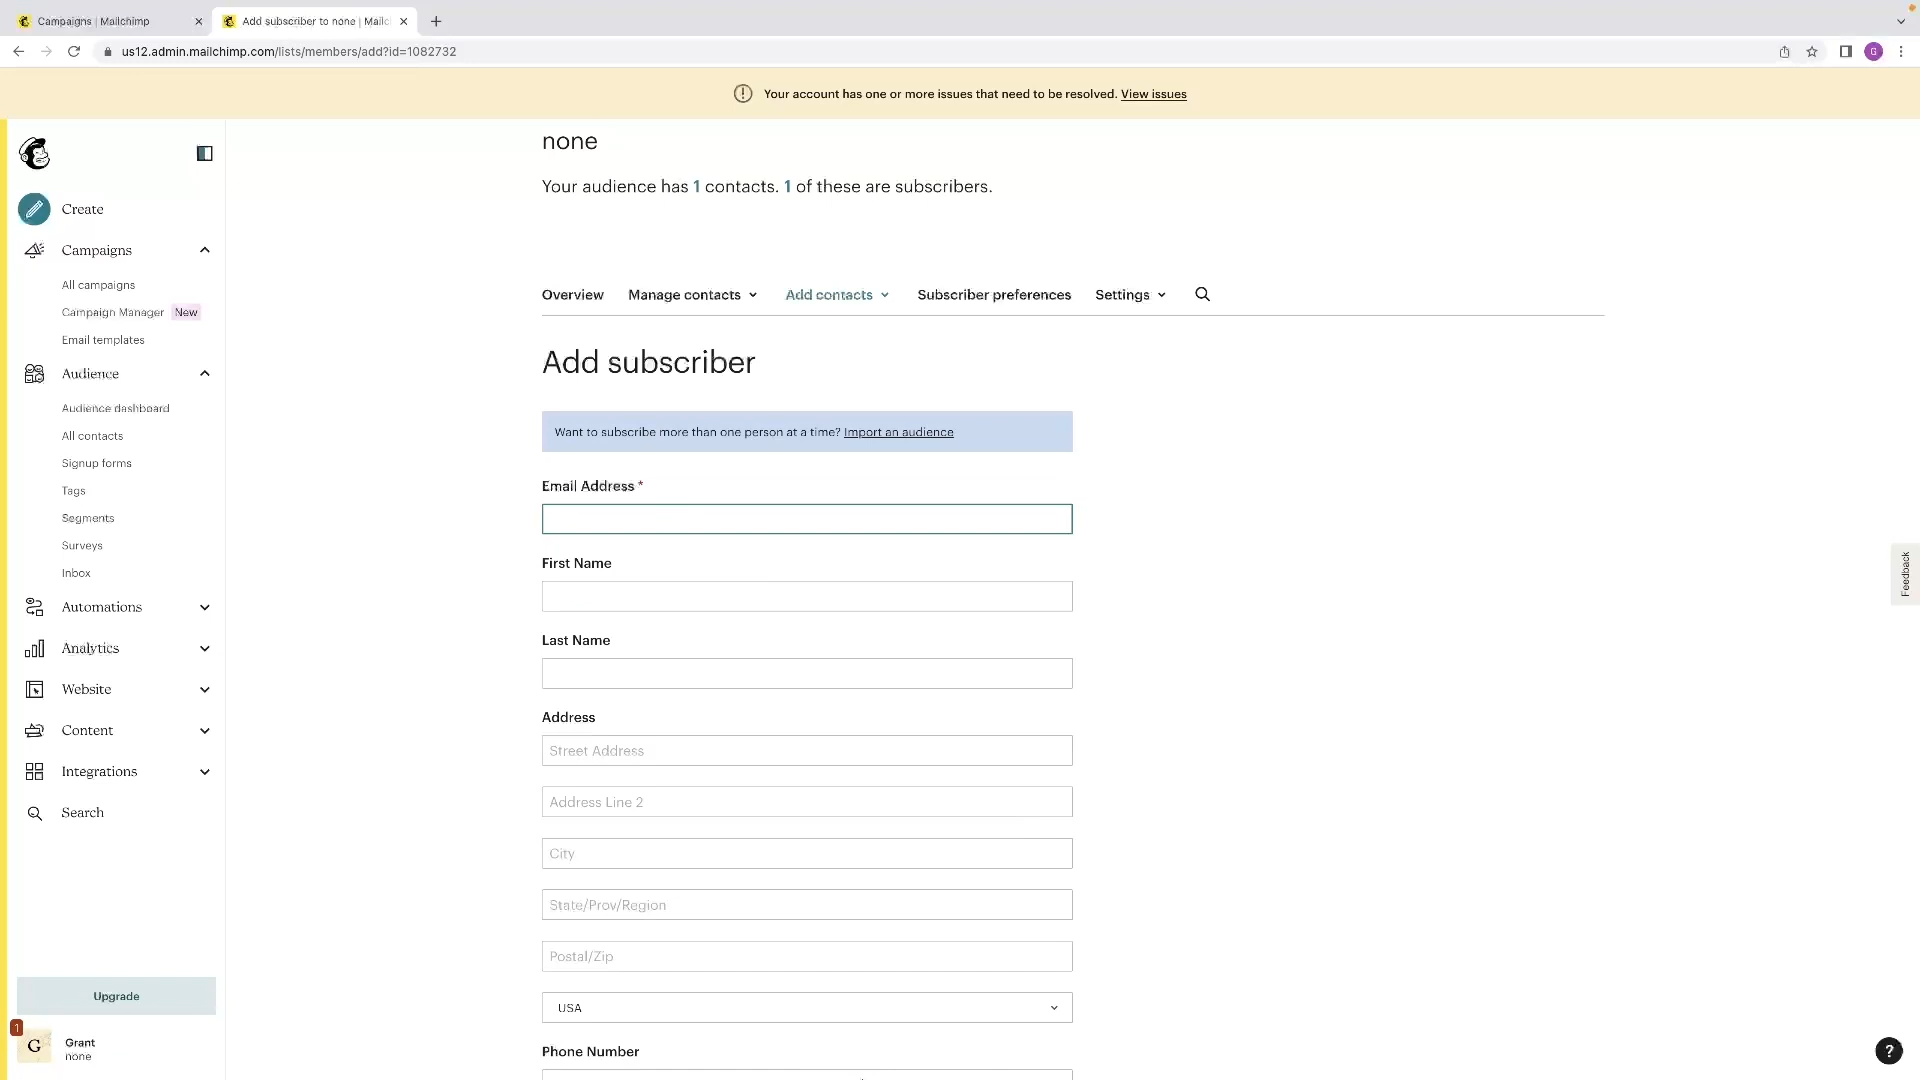 Campaigns | Mailchimp
Add subscriber to none | Mailc
us12.admin.mailchimp.com/lists/members/add?id=1082732
G
Your account has one or more issues that need to be resolved. View issues
Create
Campaigns
All campaigns
Campaign Manager New
Email templates
Audience
Audience dashboard
All contacts
Signup forms
Tags
Segments
Surveys
Inbox
Automations
Analytics
Website
Content
Integrations
Search
Upgrade
1
G
Grant
none
none
Your audience has 1 contacts. 1 of these are subscribers.
Overview Manage contacts Add contacts Subscriber preferences Settings
Add subscriber
Want to subscribe more than one person at a time? Import an audience
Email Address *
First Name
Last Name
Address
Street Address
Address Line 2
City
State/Prov/Region
Postal/Zip
USA
Phone Number
Feedback
?